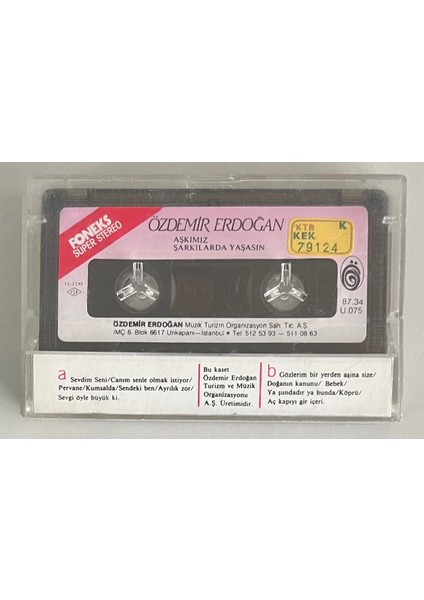 FONEKS
SUPER STEREO
ÖZDEMİR ERDOĞAN
AŞKIMIZ
ŞARKILARDA YAŞASIN
KTB K
KEK
79124
87.34
U.075
ÖZDEMİR ERDOĞAN Müzik Turizm Organizasyon San. Tic. A.Ş.
İMÇ 6. Blok 6617 Unkapanı-İstanbul • Tel: 512 53 93 — 511 08 63
a Sevdim Seni/Canım senle olmak istiyor/
Pervane/Kumsalda/Sendeki ben/Ayrılık zor/
Sevgi öyle büyük ki.
Bu kaset
Özdemir Erdoğan
Turizm ve Müzik
Organizasyonu
A.Ş. Üretimidir.
b Gözlerim bir yerden aşina size/
Doğanın kanunu/ Bebek/
Ya şundadır ya bunda/Köprü/
Aç kapıyı gir içeri.